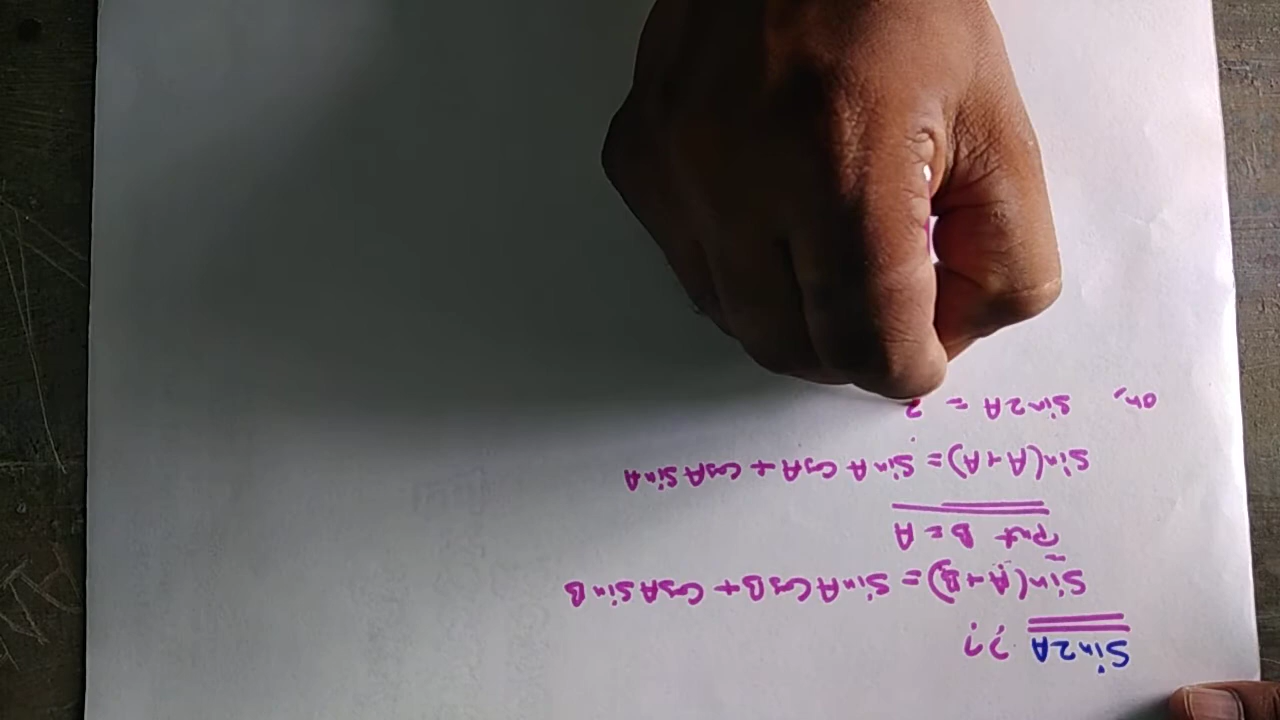 Sin2A ??
Sin(A+B) = SinA CosB + CosA SinB
Put B = A
Sin(A+A) = SinA CosA + CosA SinA
or, Sin2A = 2